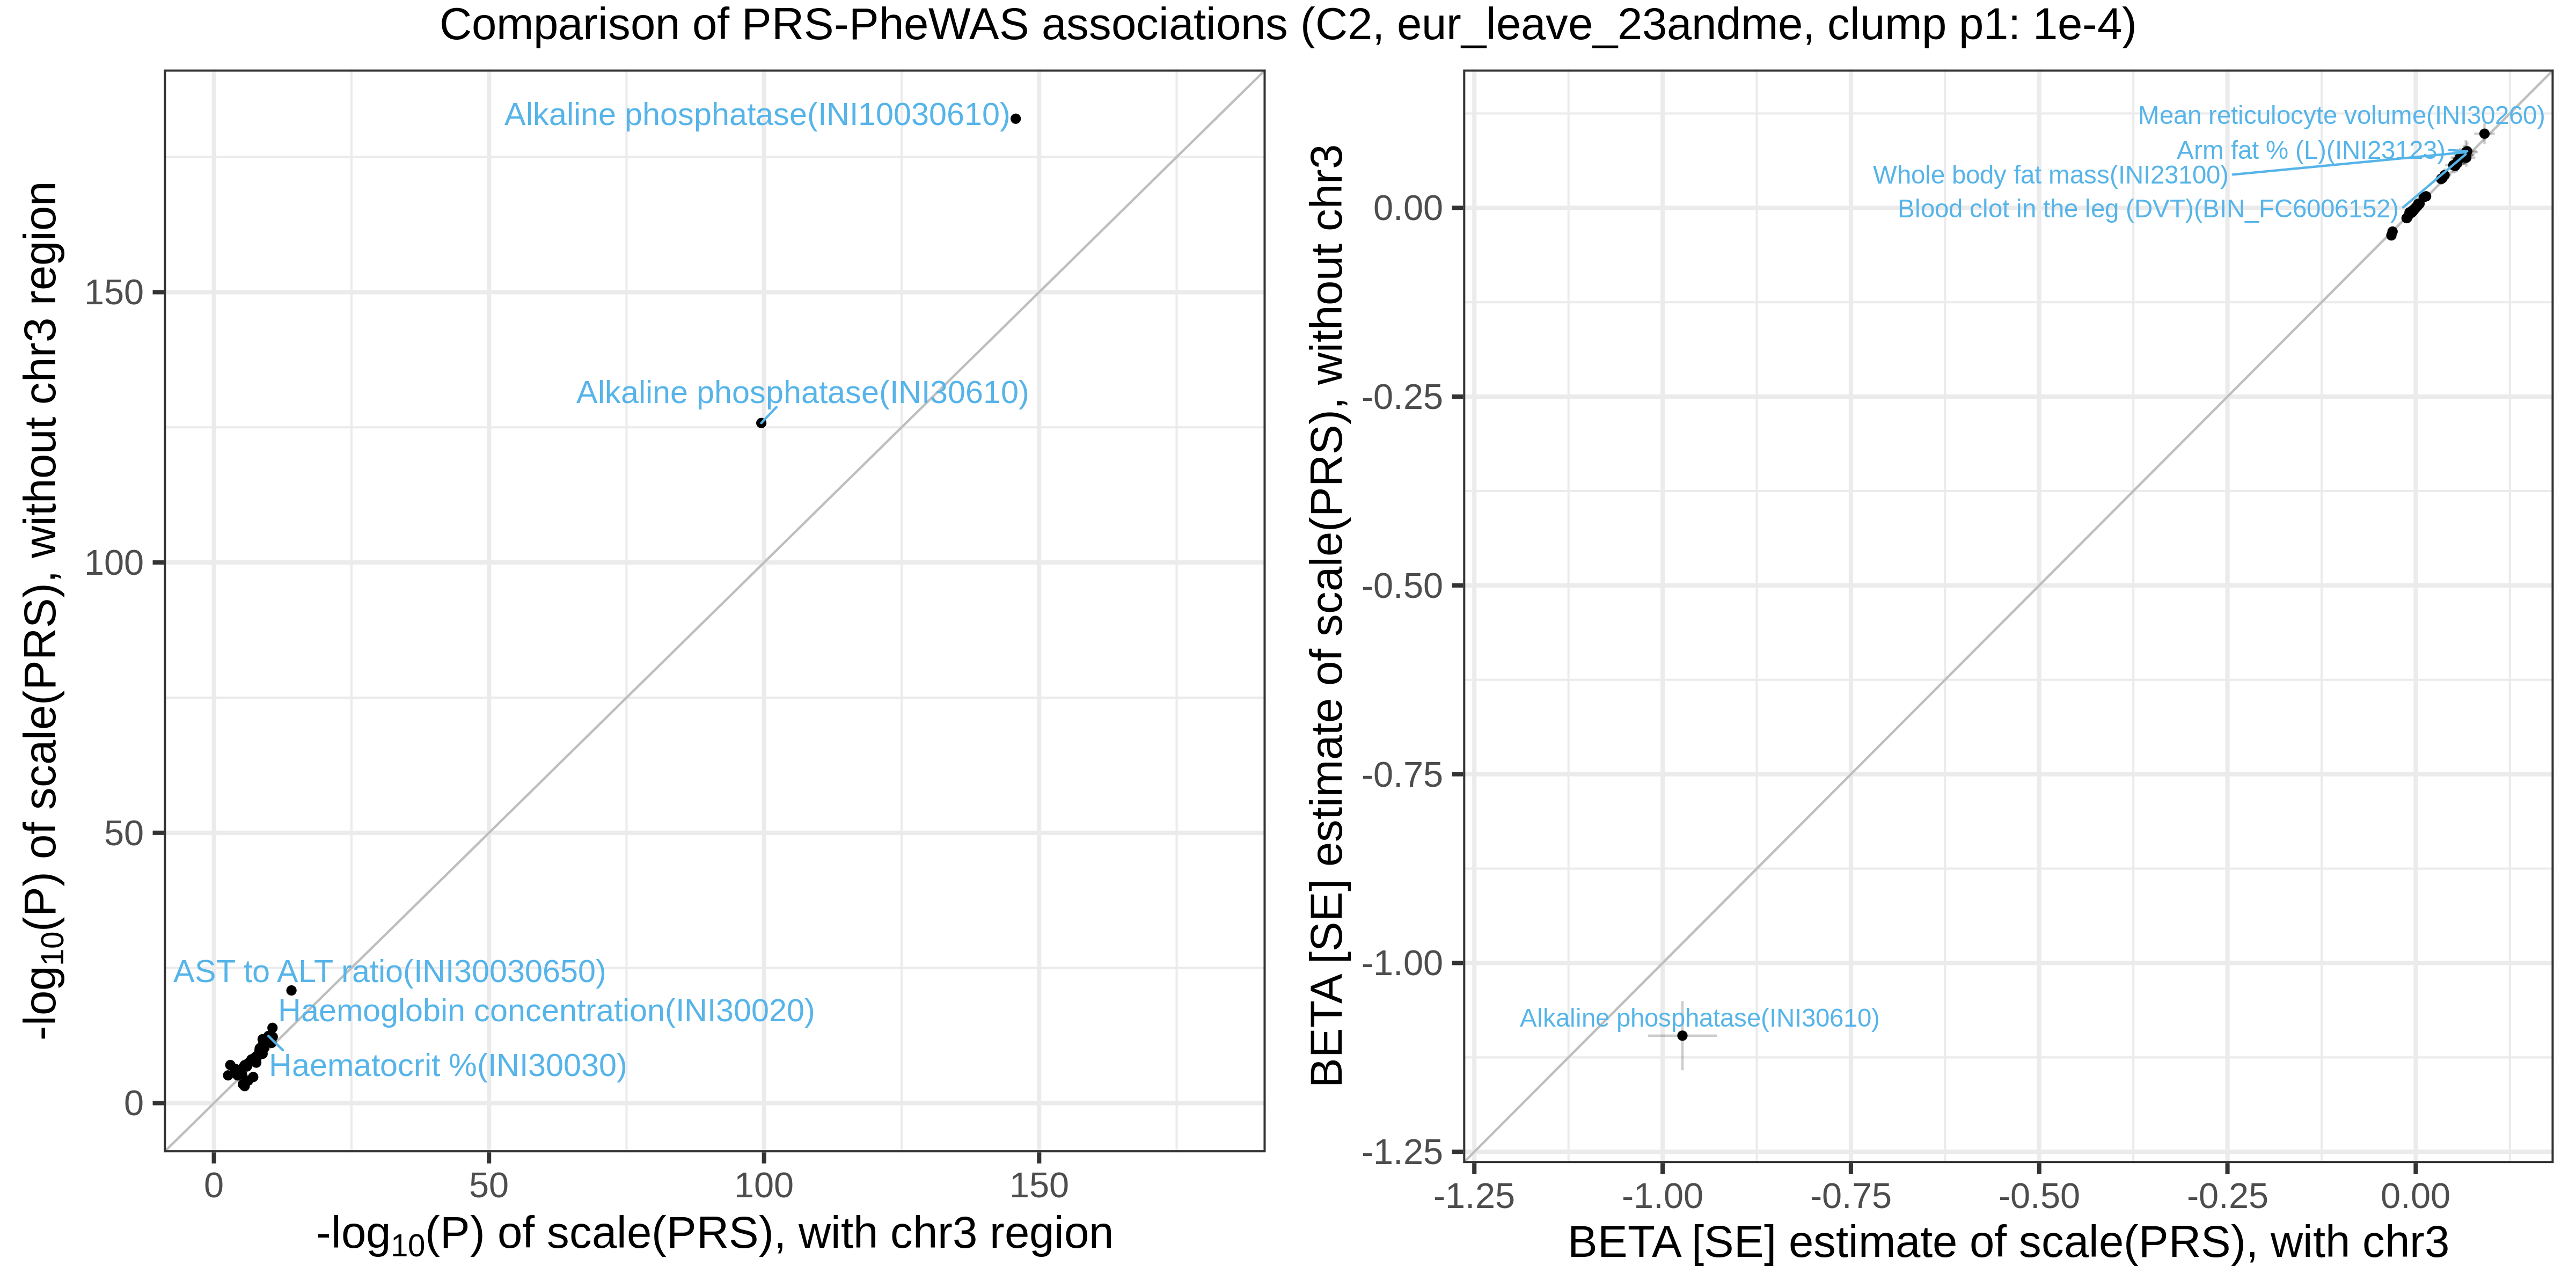 Comparison of PRS-PheWAS associations (C2, eur_leave_23andme, clump p1: 1e-4)
-log10(P) of scale(PRS), without chr3 region
150
100
50
0
Alkaline phosphatase(INI10030610)
Alkaline phosphatase(INI30610)
AST to ALT ratio(INI30030650)
Haemoglobin concentration(INI30020)
Haematocrit %(INI30030)
0 50 100 150
-log10(P) of scale(PRS), with chr3 region
BETA [SE] estimate of scale(PRS), without chr3
0.00
-0.25
-0.50
-0.75
-1.00
-1.25
Mean reticulocyte volume(INI30260)
Arm fat % (L)(INI23123)
Whole body fat mass(INI23100)
Blood clot in the leg (DVT)(BIN_FC6006152)
Alkaline phosphatase(INI30610)
-1.25 -1.00 -0.75 -0.50 -0.25 0.00
BETA [SE] estimate of scale(PRS), with chr3